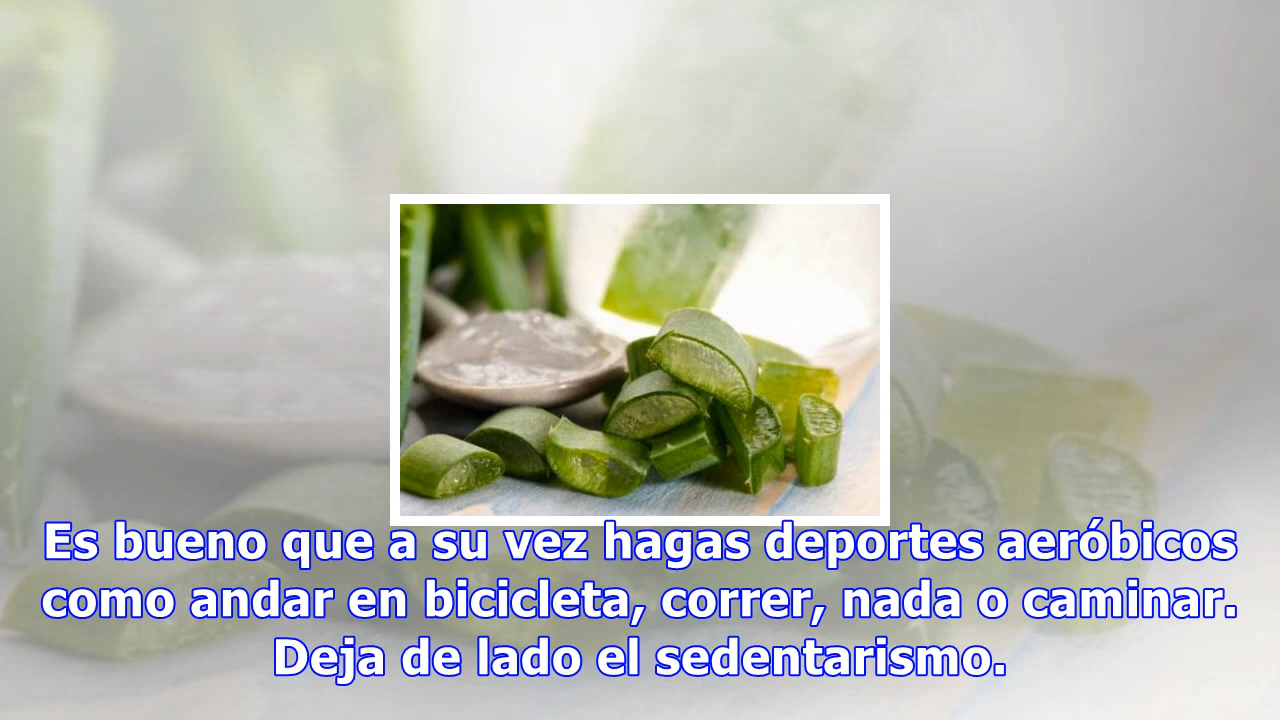 Es bueno que a su vez hagas deportes aeróbicos
como andar en bicicleta, correr, nada o caminar.
Deja de lado el sedentarismo.